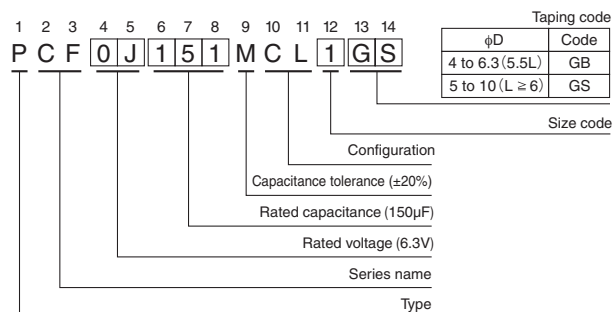 1 2 3 4 5 6 7 8 9 10 11 12 13 14
P C F 0 J 1 5 1 M C L 1 G S
Taping code
φD Code
4 to 6.3(5.5L) GB
5 to 10(L ≧ 6) GS
Size code
Configuration
Capacitance tolerance (±20%)
Rated capacitance (150µF)
Rated voltage (6.3V)
Series name
Type